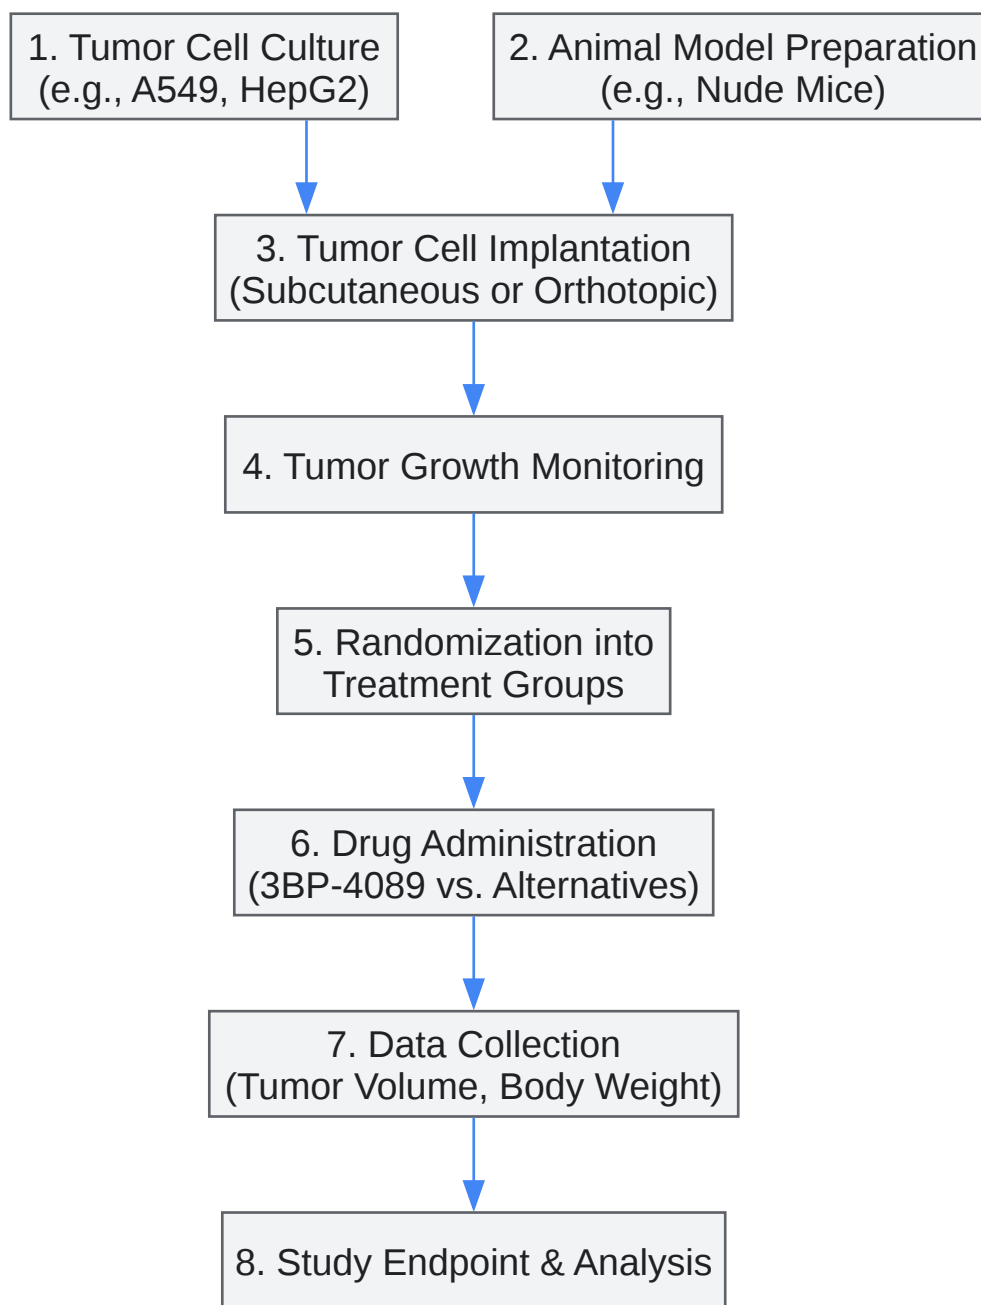 1. Tumor Cell Culture
(e.g., A549, HepG2)
2. Animal Model Preparation
(e.g., Nude Mice)
3. Tumor Cell Implantation
(Subcutaneous or Orthotopic)
4. Tumor Growth Monitoring
5. Randomization into
Treatment Groups
6. Drug Administration
(3BP-4089 vs. Alternatives)
7. Data Collection
(Tumor Volume, Body Weight)
8. Study Endpoint & Analysis